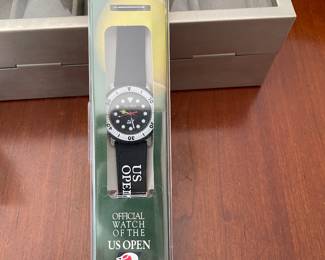 US
OPEN
OFFICIAL
WATCH
OF THE
US OPEN